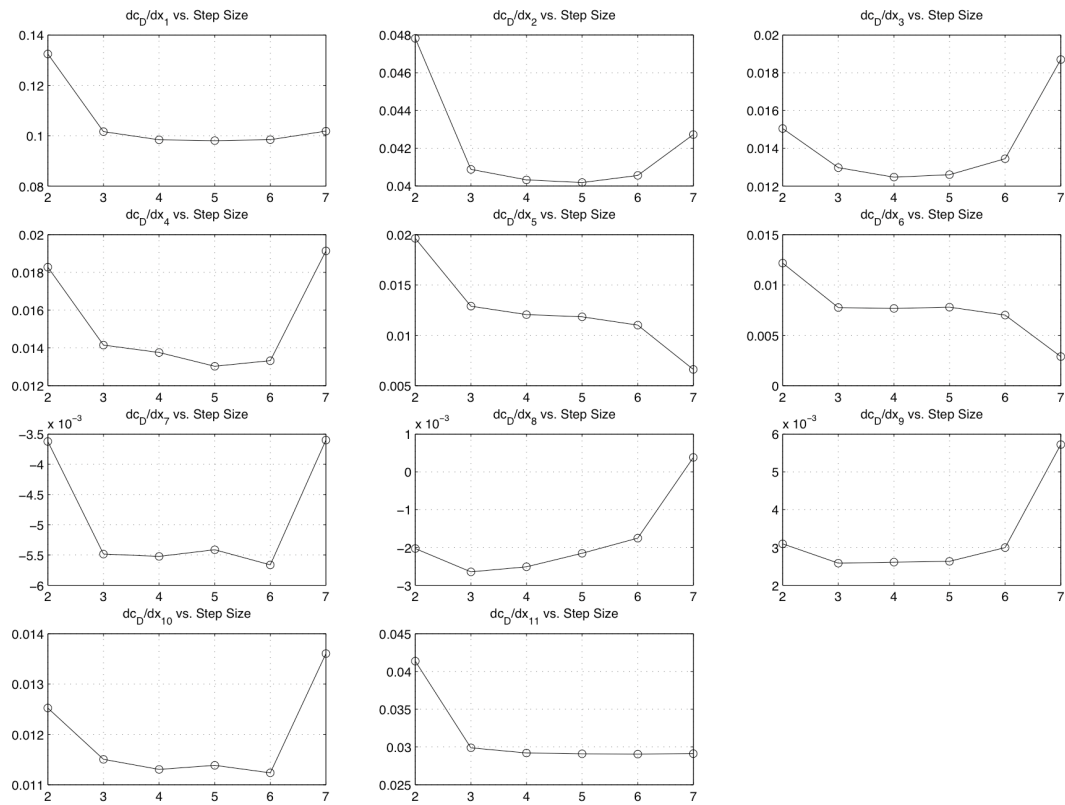 dc_D/dx_1 vs. Step Size
0.14
0.12
0.1
0.08
2 3 4 5 6 7
dc_D/dx_2 vs. Step Size
0.048
0.046
0.044
0.042
0.04
2 3 4 5 6 7
dc_D/dx_3 vs. Step Size
0.02
0.018
0.016
0.014
0.012
2 3 4 5 6 7
dc_D/dx_4 vs. Step Size
0.02
0.018
0.016
0.014
0.012
2 3 4 5 6 7
dc_D/dx_5 vs. Step Size
0.02
0.015
0.01
0.005
2 3 4 5 6 7
dc_D/dx_6 vs. Step Size
0.015
0.01
0.005
0
2 3 4 5 6 7
dc_D/dx_7 vs. Step Size
x 10^−3
−3.5
−4
−4.5
−5
−5.5
−6
2 3 4 5 6 7
dc_D/dx_8 vs. Step Size
x 10^−3
1
0
−1
−2
−3
2 3 4 5 6 7
dc_D/dx_9 vs. Step Size
x 10^−3
6
5
4
3
2
2 3 4 5 6 7
dc_D/dx_10 vs. Step Size
0.014
0.013
0.012
0.011
2 3 4 5 6 7
dc_D/dx_11 vs. Step Size
0.045
0.04
0.035
0.03
0.025
2 3 4 5 6 7